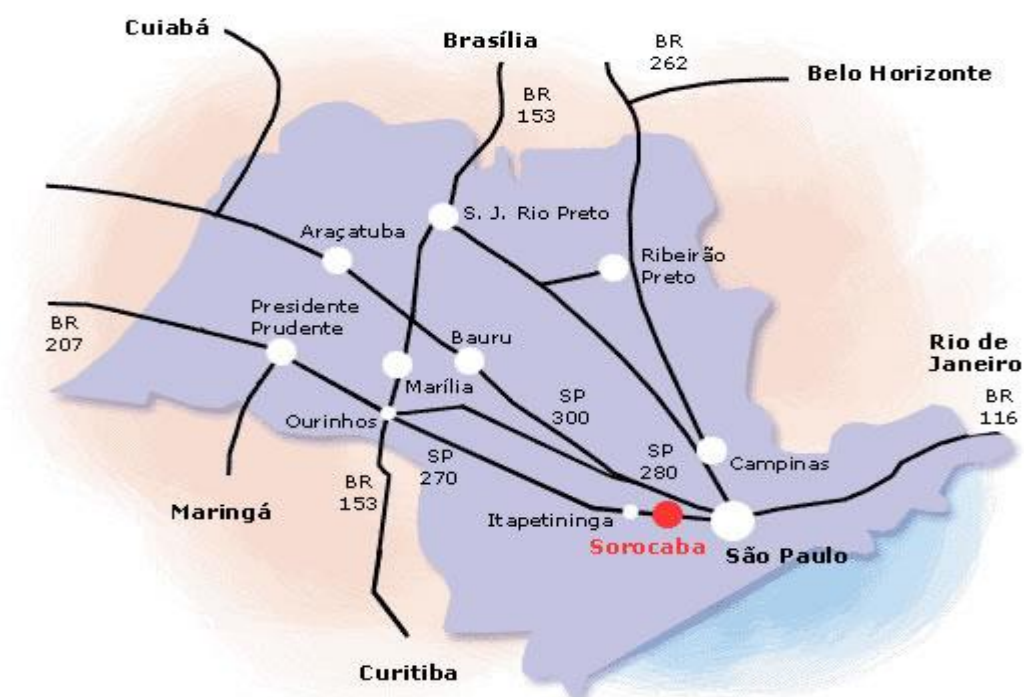 Cuiabá
Brasília
BR
262
Belo Horizonte
BR
153
S. J. Rio Preto
Araçatuba
Ribeirão
Preto
Presidente
Prudente
BR
207
Bauru
Rio de
Janeiro
Marília
SP
300
BR
116
Ourinhos
SP
270
SP
280
Campinas
BR
153
Maringá
Itapetininga
Sorocaba
São Paulo
Curitiba